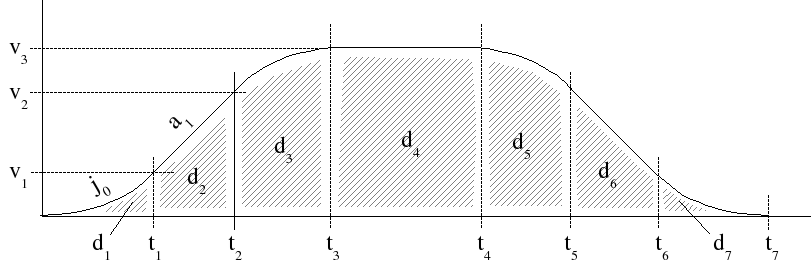 v₃
v₂
a₁
d₃
d₄
d₅
v₁
j₀
d₂
d₆
d₁
t₁
t₂
t₃
t₄
t₅
t₆
d₇
t₇